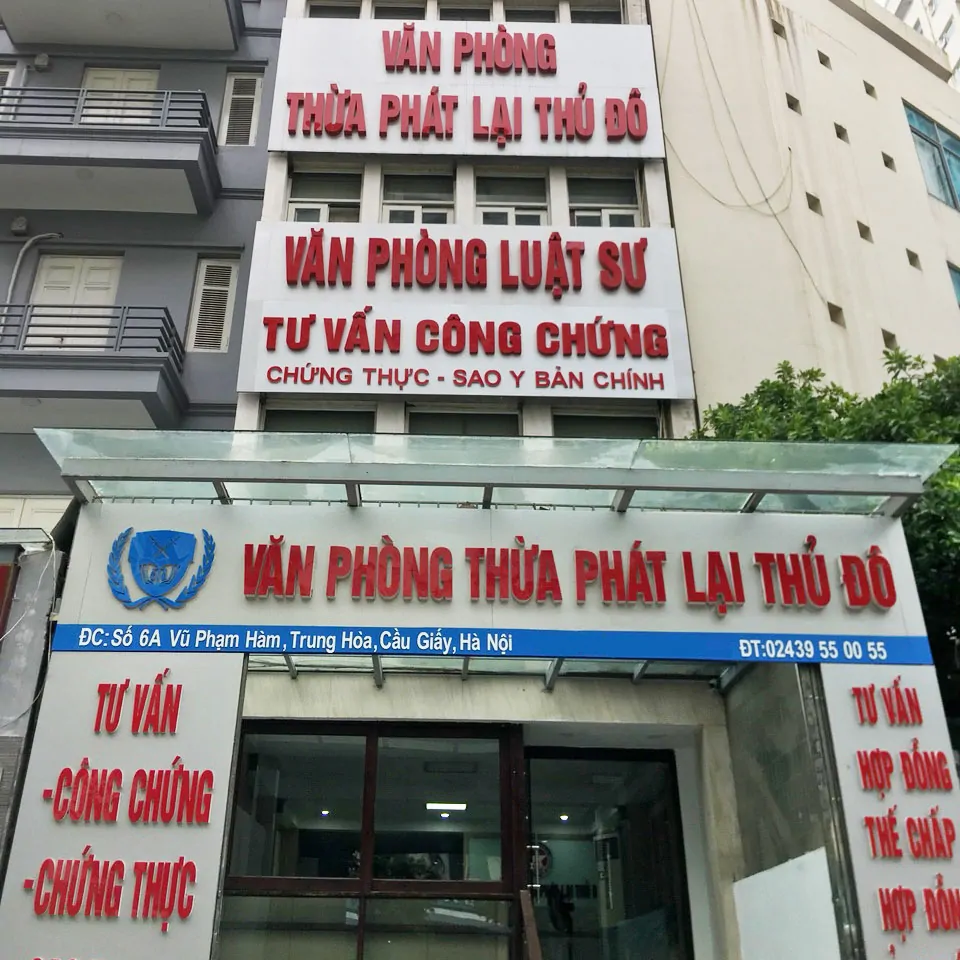 VĂN PHÒNG
THỪA PHÁT LẠI THỦ ĐÔ
VĂN PHÒNG LUẬT SƯ
TƯ VẤN CÔNG CHỨNG
CHỨNG THỰC - SAO Y BẢN CHÍNH
VĂN PHÒNG THỪA PHÁT LẠI THỦ ĐÔ
ĐC: Số 6A Vũ Phạm Hàm, Trung Hòa, Cầu Giấy, Hà Nội
ĐT:02439 55 00 55
TƯ VẤN
-CÔNG CHỨNG
-CHỨNG THỰC
TƯ VẤN
HỢP ĐỒNG
THẾ CHẤP
HỢP ĐỒN